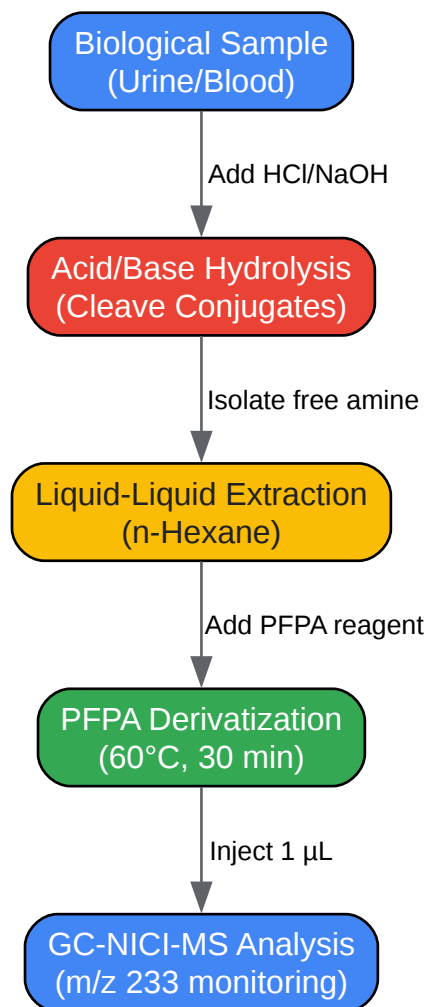 Biological Sample
(Urine/Blood)
Add HCl/NaOH
Acid/Base Hydrolysis
(Cleave Conjugates)
Isolate free amine
Liquid-Liquid Extraction
(n-Hexane)
Add PFPA reagent
PFPA Derivatization
(60°C, 30 min)
Inject 1 µL
GC-NICI-MS Analysis
(m/z 233 monitoring)